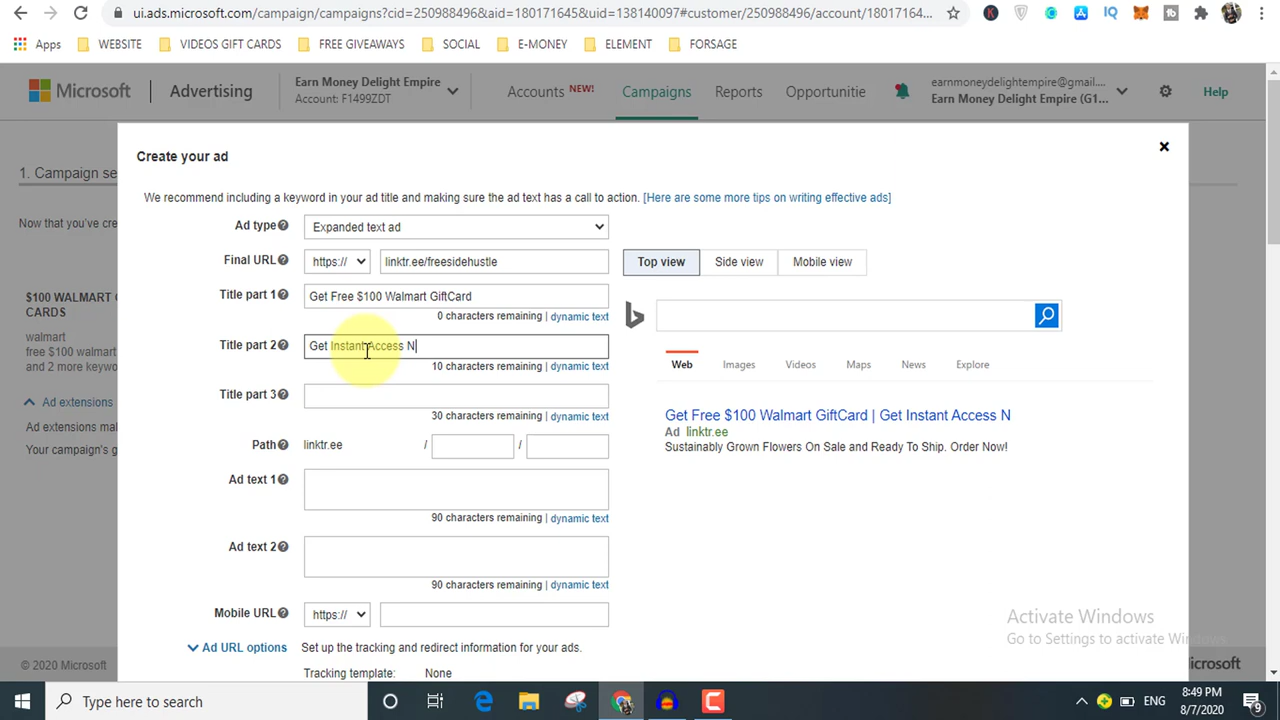 ui.ads.microsoft.com/campaign/campaigns?cid=250988496&aid=180171645&uid=138140097#customer/250988496/account/18017164...
Apps WEBSITE VIDEOS GIFT CARDS FREE GIVEAWAYS SOCIAL E-MONEY ELEMENT FORSAGE
Microsoft Advertising Earn Money Delight Empire Accounts NEW! Campaigns Reports Opportunitie earnmoneydelightempire@gmail.... Help
Account: F1499ZDT Earn Money Delight Empire (G1...
1. Campaign se
Now that you've cre
$100 WALMART G
CARDS
walmart
free $100 walmart
and 2 more keywo
Ad extensions
Ad extensions mal
Your campaign's g
© 2020 Microsoft
Create your ad
We recommend including a keyword in your ad title and making sure the ad text has a call to action. [Here are some more tips on writing effective ads]
Ad type Expanded text ad
Final URL https:// linktr.ee/freesidehustle
Title part 1 Get Free $100 Walmart GiftCard
0 characters remaining | dynamic text
Title part 2 Get Instant Access N
10 characters remaining | dynamic text
Title part 3
30 characters remaining | dynamic text
Path linktr.ee / /
Ad text 1
90 characters remaining | dynamic text
Ad text 2
90 characters remaining | dynamic text
Mobile URL https://
Ad URL options Set up the tracking and redirect information for your ads.
Tracking template: None
Top view Side view Mobile view
Web Images Videos Maps News Explore
Get Free $100 Walmart GiftCard | Get Instant Access N
Ad linktr.ee
Sustainably Grown Flowers On Sale and Ready To Ship. Order Now!
Activate Windows
Go to Settings to activate Windows.
icrosoft
Type here to search
ENG
8:49 PM
8/7/2020
9